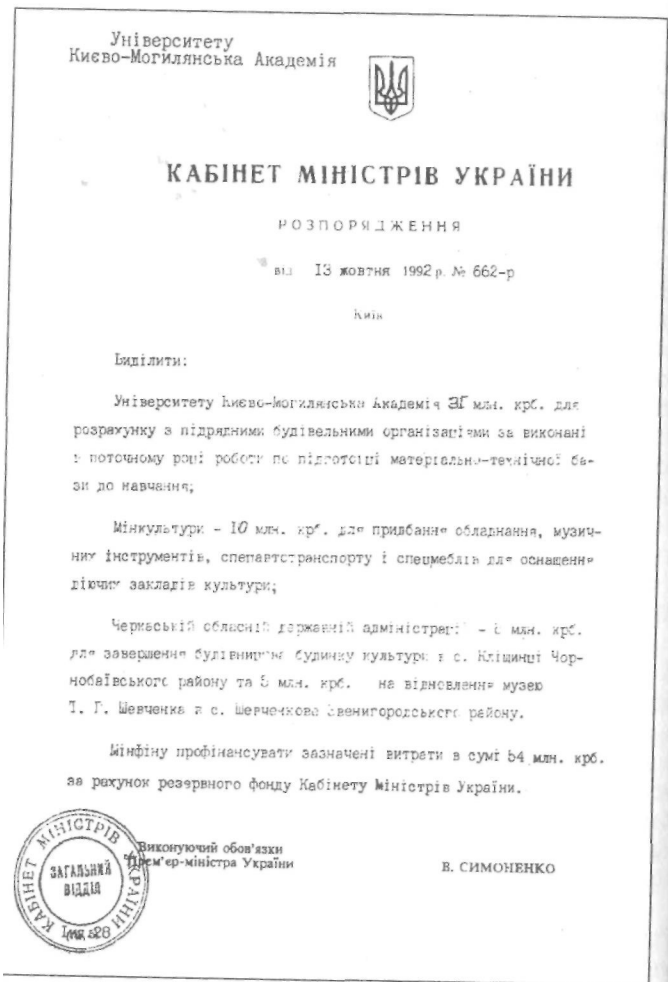 Університету
Києво-Могилянська Академія
КАБІНЕТ МІНІСТРІВ УКРАЇНИ
РОЗПОРЯДЖЕННЯ
від 13 жовтня 1992 р. № 662-р
Київ
Виділити:
Університету Києво-Могилянська Академія млн. крб. для
розрахунку з підрядними будівельними організаціями за виконані
в поточному році роботи по підготовці матеріально-технічної ба-
зи до навчання;
Мінкультури - 10 млн. крб. для придбання обладнання, музич-
них інструментів, спецавтотранспорту і спецмеблів для оснащення
діючих закладів культури;
Черкаській обласній державній адміністрації - млн. крб.
для завершення будівництва будинку культури в с. Кліщинці Чор-
нобаївського району та 5 млн. крб. на відновлення музею
Т. Г. Шевченка в с. Шевченкове Звенигородського району.
Мінфіну профінансувати зазначені витрати в сумі 54 млн. крб.
за рахунок резервного фонду Кабінету Міністрів України.
Виконуючий обов'язки
Прем'єр-міністра України
В. СИМОНЕНКО
КАБІНЕТ МІНІСТРІВ УКРАЇНИ
ЗАГАЛЬНИЙ
ВІДДІЛ